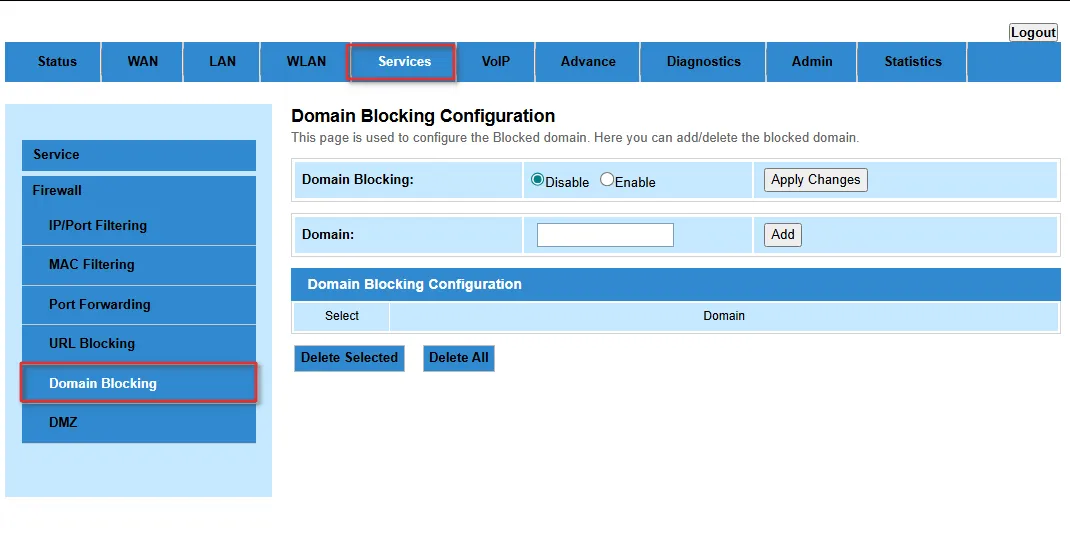 Logout
Status WAN LAN WLAN Services VoIP Advance Diagnostics Admin Statistics
Service
Firewall
IP/Port Filtering
MAC Filtering
Port Forwarding
URL Blocking
Domain Blocking
DMZ
Domain Blocking Configuration
This page is used to configure the Blocked domain. Here you can add/delete the blocked domain.
Domain Blocking: Disable Enable Apply Changes
Domain: Add
Domain Blocking Configuration
Select Domain
Delete Selected Delete All